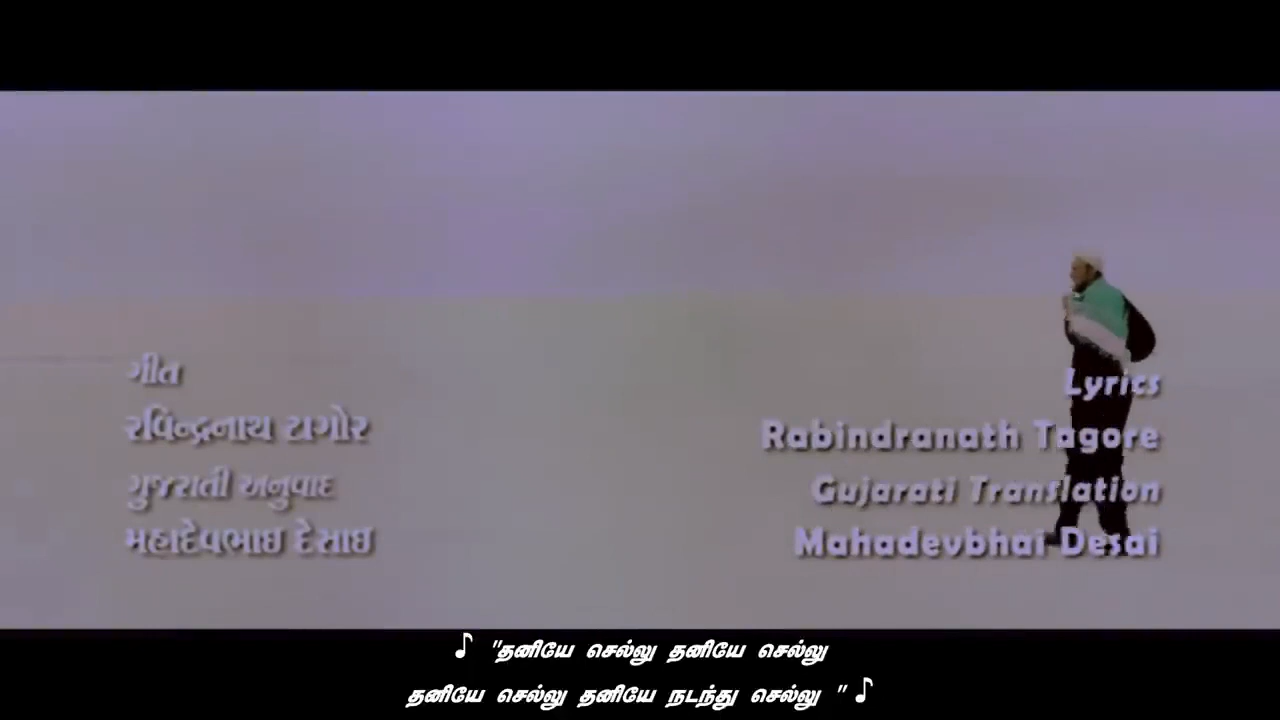 ગીત
રવિન્દ્રનાથ ટાગોર
ગુજરાતી અનુવાદ
મહાદેવભાઇ દેસાઇ
Lyrics
Rabindranath Tagore
Gujarati Translation
Mahadevbhai Desai
♪ "தனியே செல்லு தனியே செல்லு
தனியே செல்லு தனியே நடந்து செல்லு " ♪